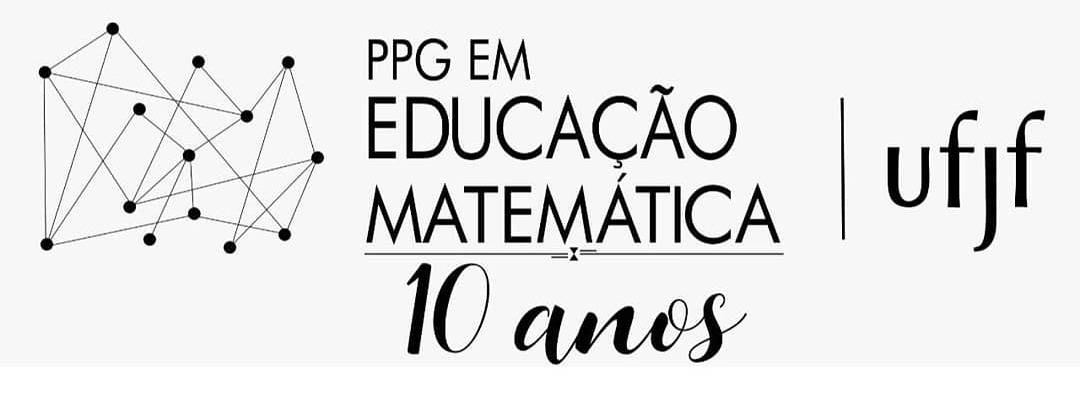 PPG EM
EDUCAÇÃO
MATEMÁTICA
10 anos
ufjf